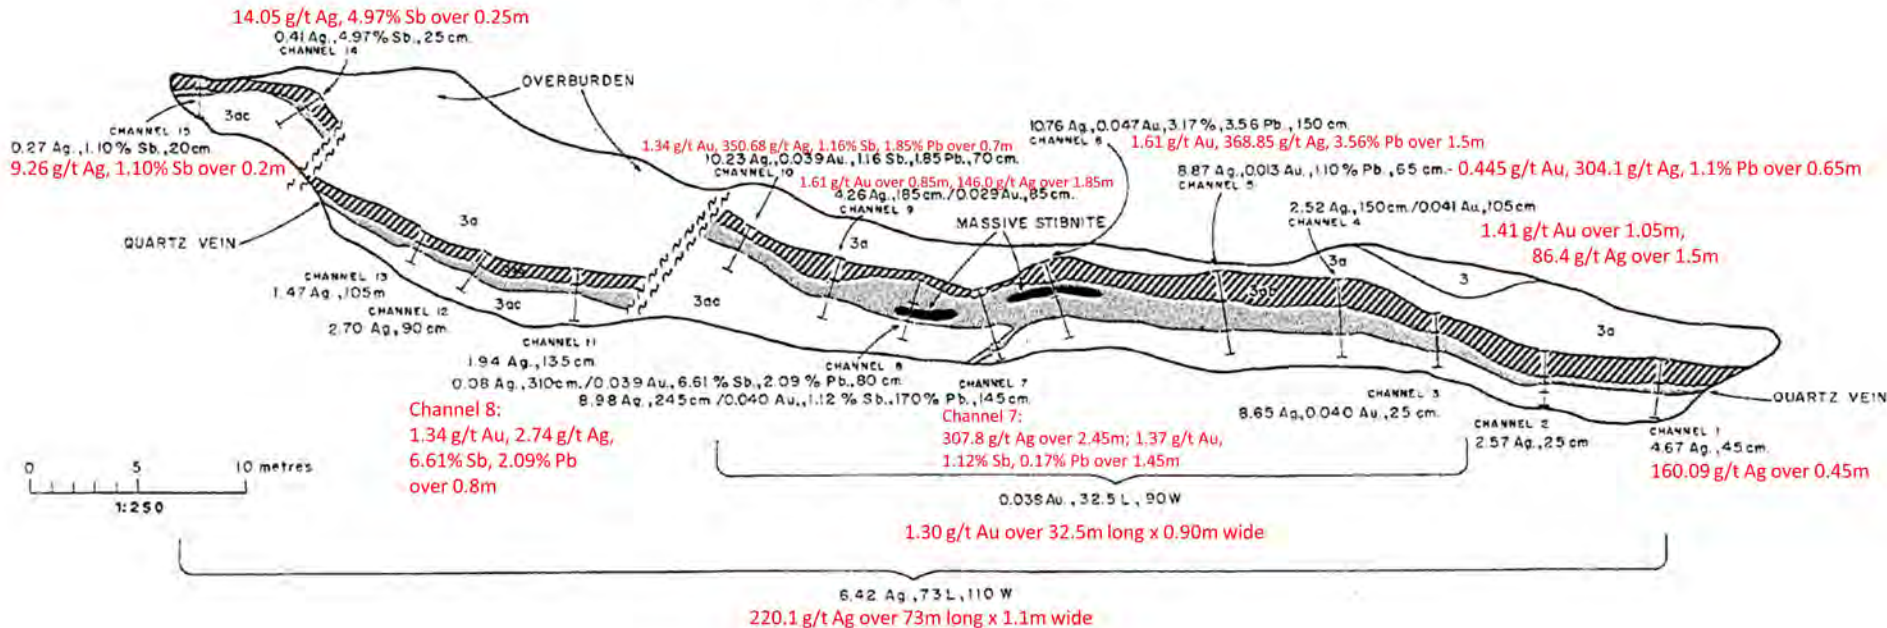 14.05 g/t Ag, 4.97% Sb over 0.25m
0.41 Ag., 4.97% Sb., 25 cm.
CHANNEL 14
OVERBURDEN
3ac
CHANNEL 15
0.27 Ag., 1.10% Sb., 20cm.
9.26 g/t Ag, 1.10% Sb over 0.2m
1.34 g/t Au, 350.68 g/t Ag, 1.16% Sb, 1.85% Pb over 0.7m
10.23 Ag., 0.039 Au., 1.16 Sb., 1.85 Pb., 70 cm.
CHANNEL 10
1.61 g/t Au over 0.85m, 146.0 g/t Ag over 1.85m
4.26 Ag., 185 cm. / 0.029 Au., 85 cm.
CHANNEL 9
10.76 Ag., 0.047 Au., 3.17 %, 3.56 Pb., 150 cm.
CHANNEL 6
1.61 g/t Au, 368.85 g/t Ag, 3.56% Pb over 1.5m
8.87 Ag., 0.013 Au., 1.10 % Pb., 65 cm. - 0.445 g/t Au, 304.1 g/t Ag, 1.1% Pb over 0.65m
CHANNEL 5
2.52 Ag., 150 cm. / 0.041 Au., 105 cm
CHANNEL 4
1.41 g/t Au over 1.05m,
86.4 g/t Ag over 1.5m
MASSIVE STIBNITE
3a
3a
3a
3
3a
QUARTZ VEIN
3ac
3ac
CHANNEL 13
1.47 Ag., 105m
CHANNEL 12
2.70 Ag., 90 cm.
CHANNEL 11
1.94 Ag., 135 cm.
CHANNEL 8
0.08 Ag., 310 cm. / 0.039 Au., 6.61 % Sb., 2.09 % Pb., 80 cm.
CHANNEL 7
8.98 Ag., 245 cm / 0.040 Au., 1.12 % Sb., 170% Pb., 145 cm.
Channel 8:
1.34 g/t Au, 2.74 g/t Ag,
6.61% Sb, 2.09% Pb
over 0.8m
Channel 7:
307.8 g/t Ag over 2.45m; 1.37 g/t Au,
1.12% Sb, 0.17% Pb over 1.45m
CHANNEL 3
8.65 Ag., 0.040 Au., 25 cm.
CHANNEL 2
2.57 Ag., 25 cm
CHANNEL 1
4.67 Ag., 45 cm.
160.09 g/t Ag over 0.45m
QUARTZ VEIN
0 5 10 metres
1:250
0.038 Au., 32.5 L., 90 W
1.30 g/t Au over 32.5m long x 0.90m wide
6.42 Ag., 73 L, 110 W
220.1 g/t Ag over 73m long x 1.1m wide